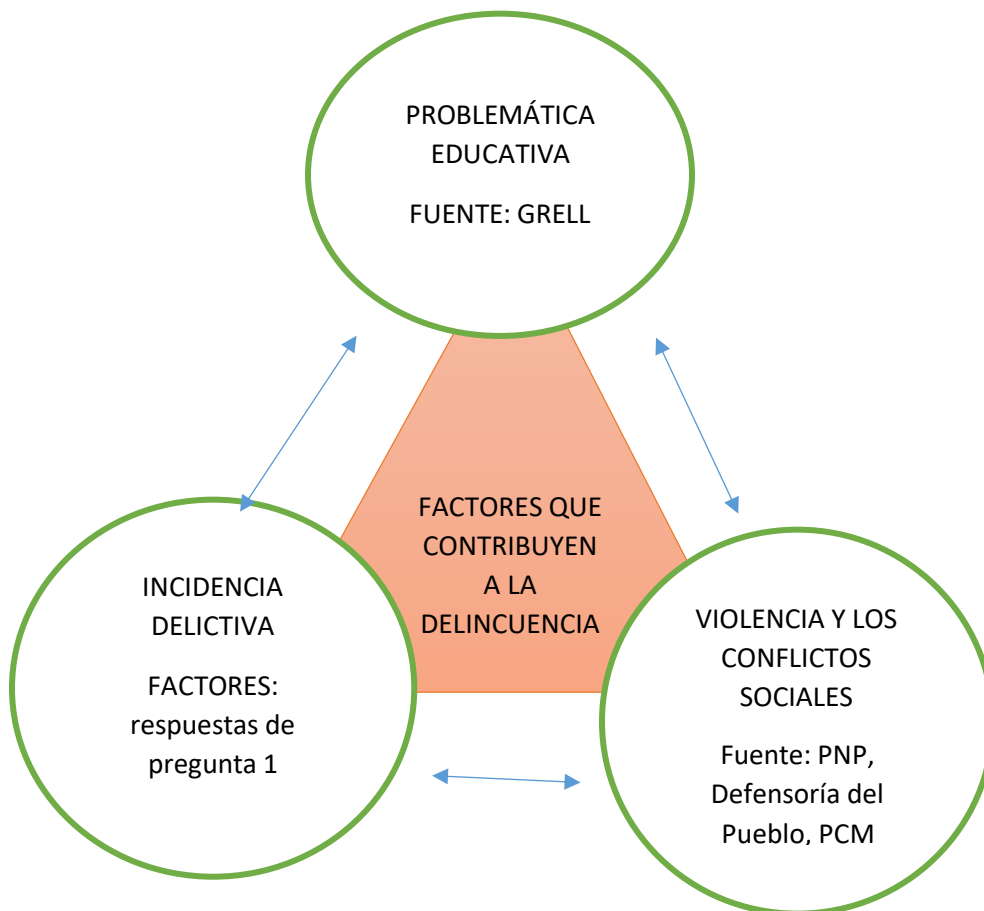 PROBLEMÁTICA
EDUCATIVA
FUENTE: GRELL
FACTORES QUE
CONTRIBUYEN
A LA
DELINCUENCIA
INCIDENCIA
DELICTIVA
FACTORES:
respuestas de
pregunta 1
VIOLENCIA Y LOS
CONFLICTOS
SOCIALES
Fuente: PNP,
Defensoría del
Pueblo, PCM